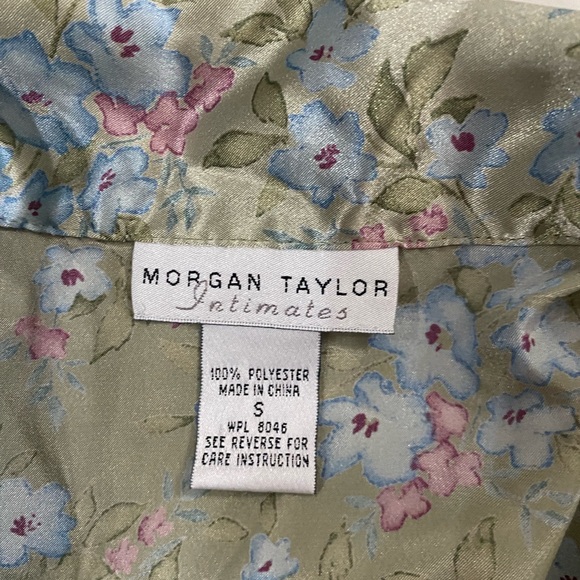 MORGAN TAYLOR
Intimates
100% POLYESTER
MADE IN CHINA
S
WPL 8046
SEE REVERSE FOR
CARE INSTRUCTION